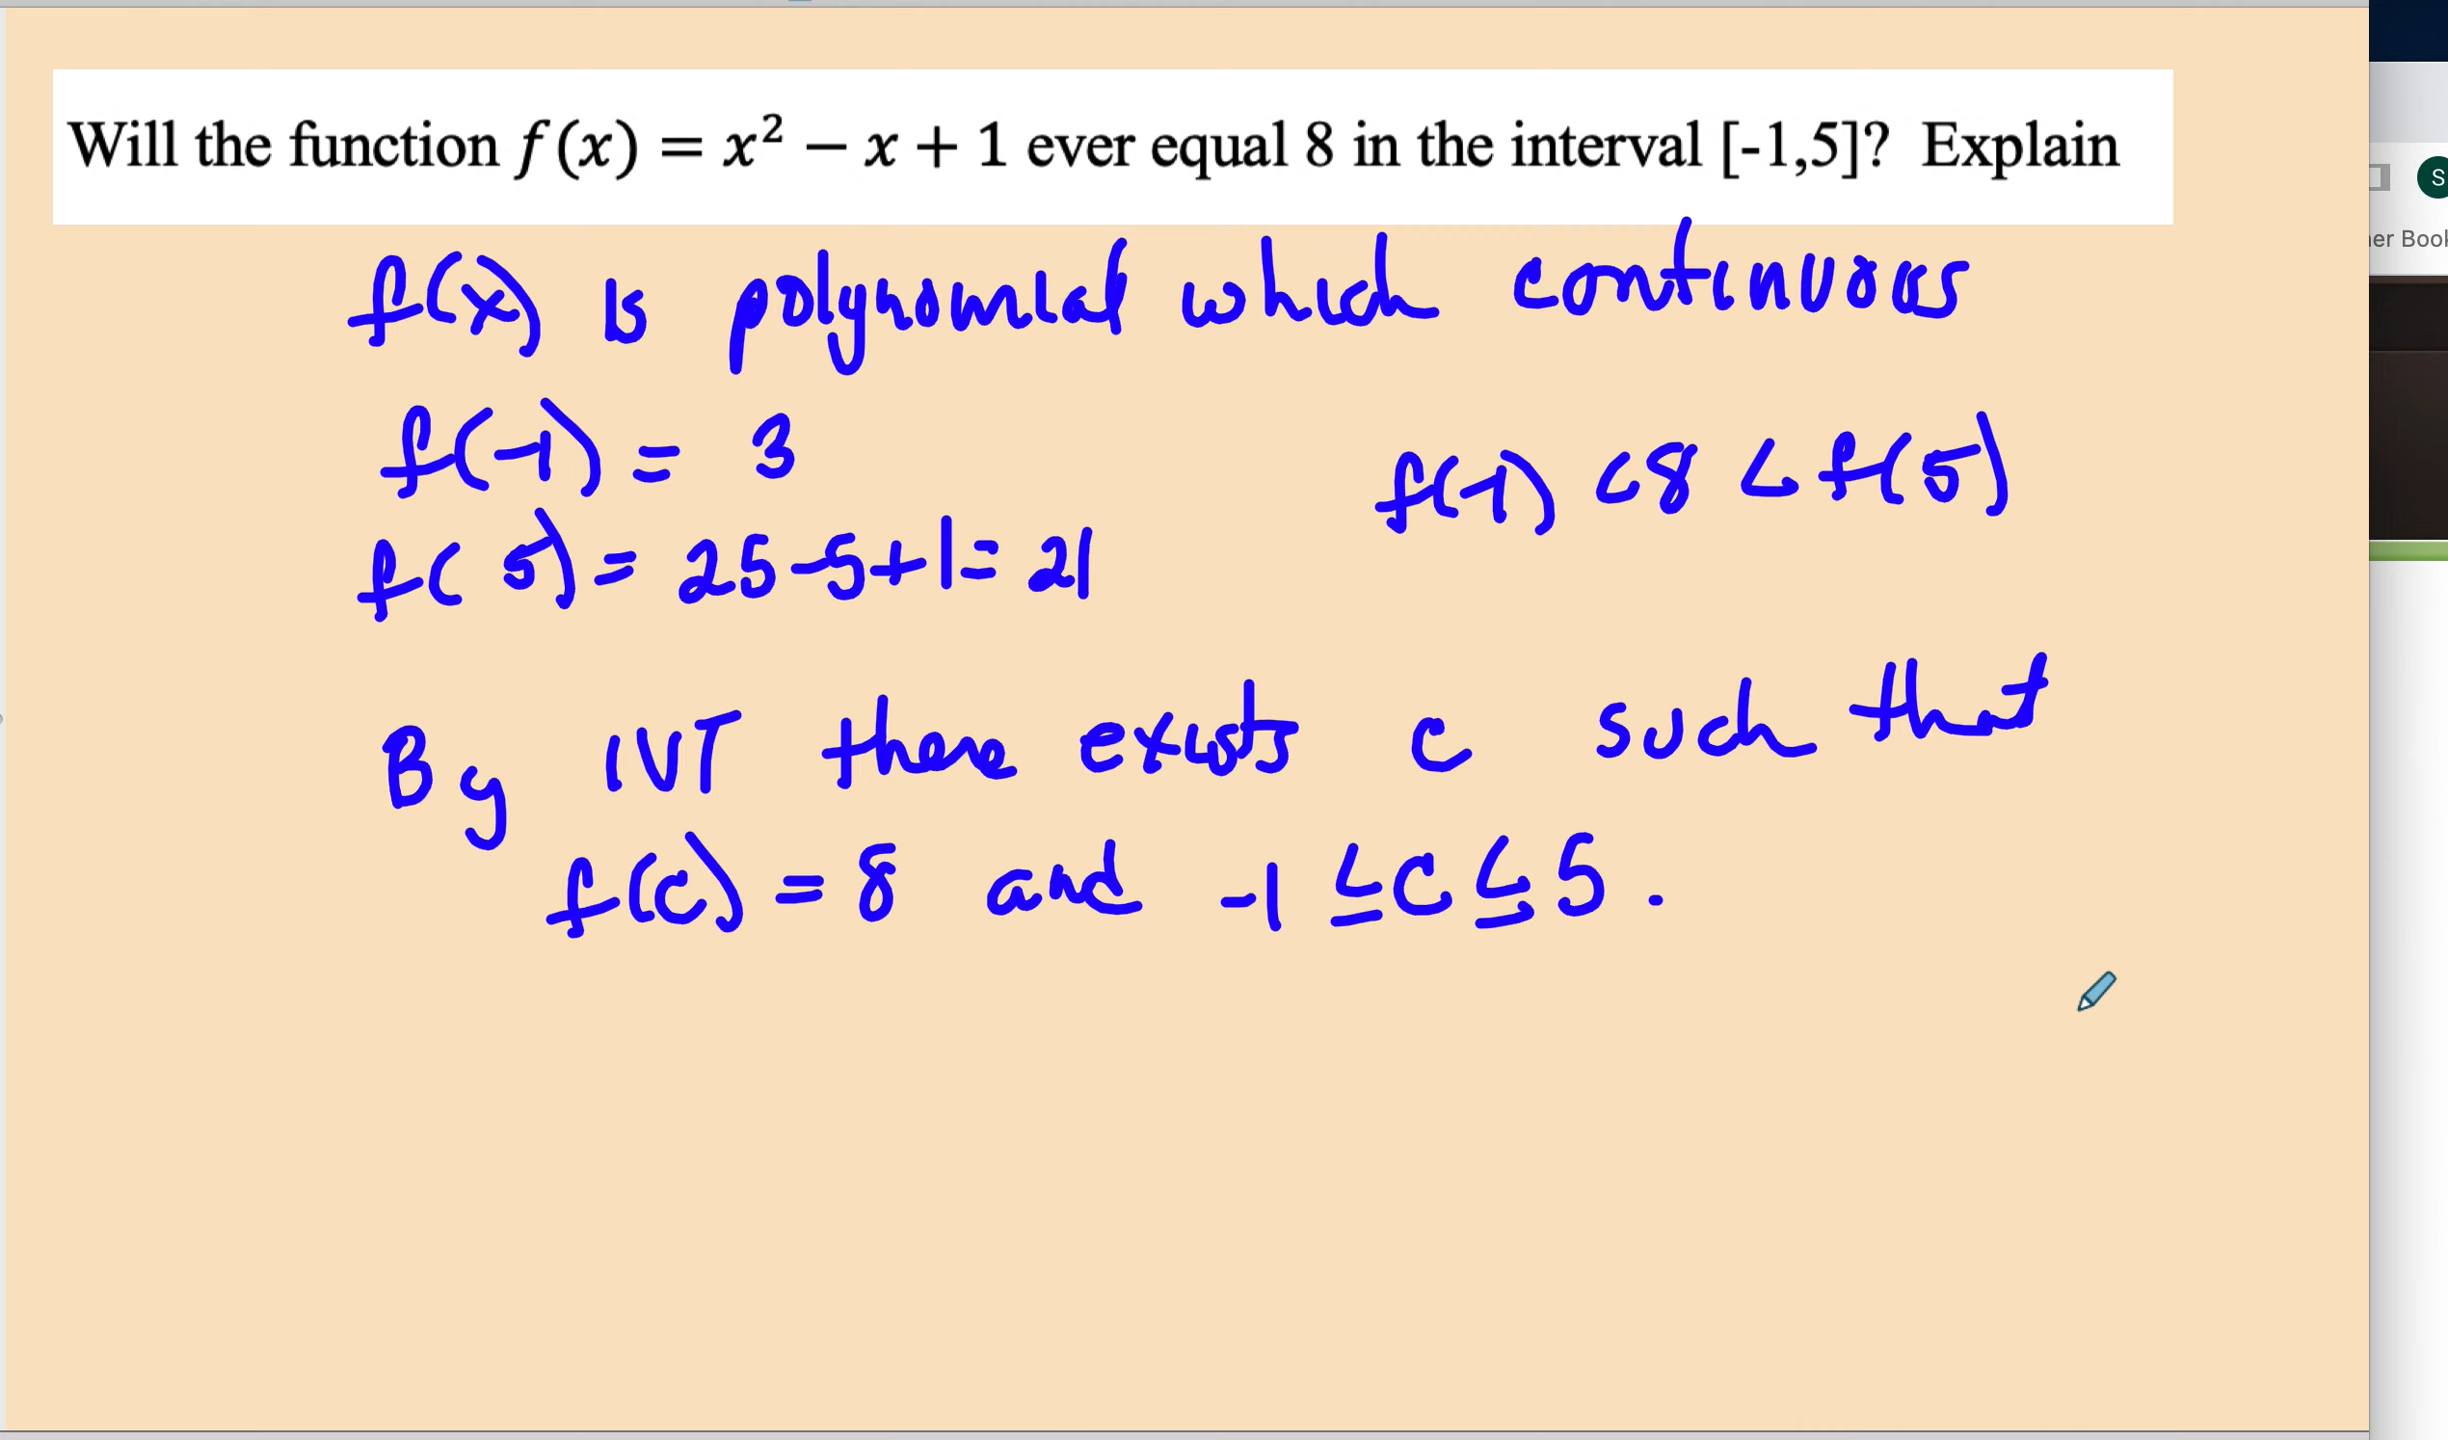 Will the function f(x) = x² − x + 1 ever equal 8 in the interval [-1,5]? Explain
S
er Book
f(x) is polynomial which continuous
f(-1) = 3
f(-1) < 8 < f(5)
f(5) = 25-5+1 = 21
By IVT there exists c such that
f(c) = 8 and -1 ≤ c ≤ 5.